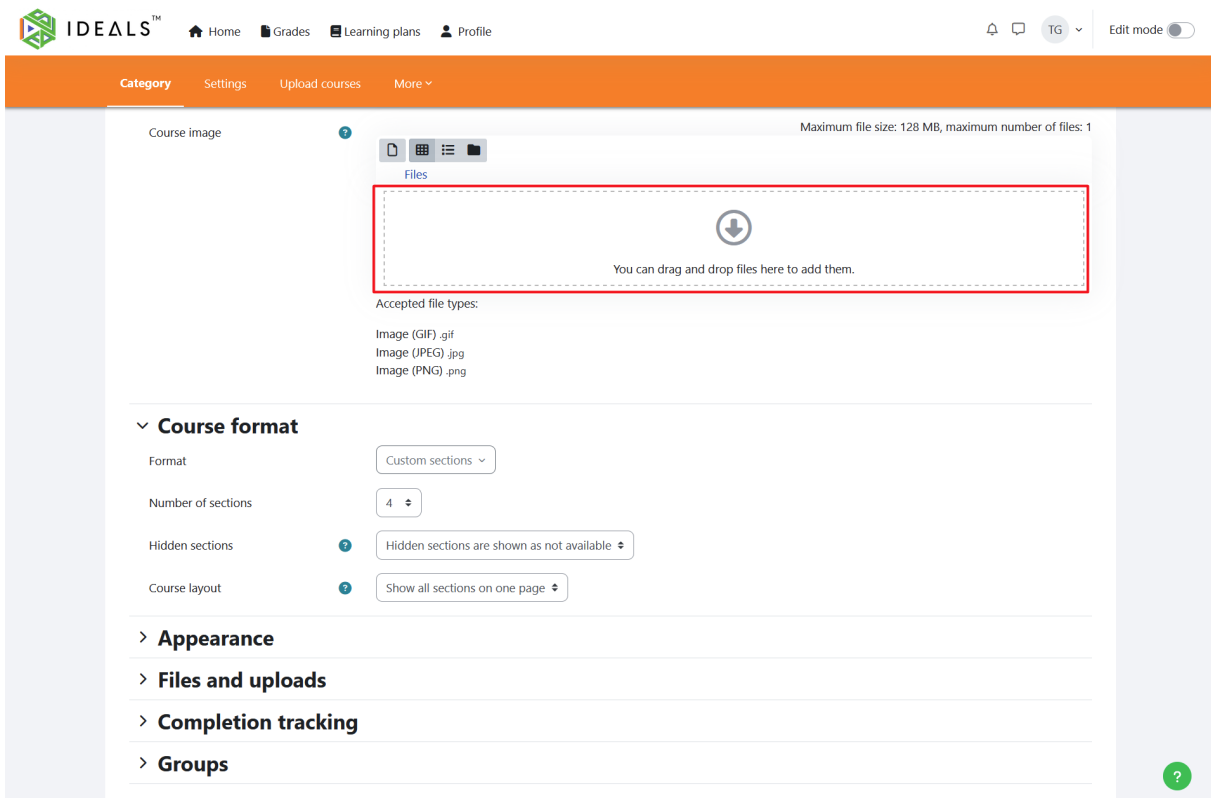 IDEALS™
Home Grades Learning plans Profile
TG
Edit mode
Category Settings Upload courses More
Course image ?
Maximum file size: 128 MB, maximum number of files: 1
Files
You can drag and drop files here to add them.
Accepted file types:
Image (GIF) .gif
Image (JPEG) .jpg
Image (PNG) .png
Course format
Format Custom sections
Number of sections 4
Hidden sections ? Hidden sections are shown as not available
Course layout ? Show all sections on one page
Appearance
Files and uploads
Completion tracking
Groups
?